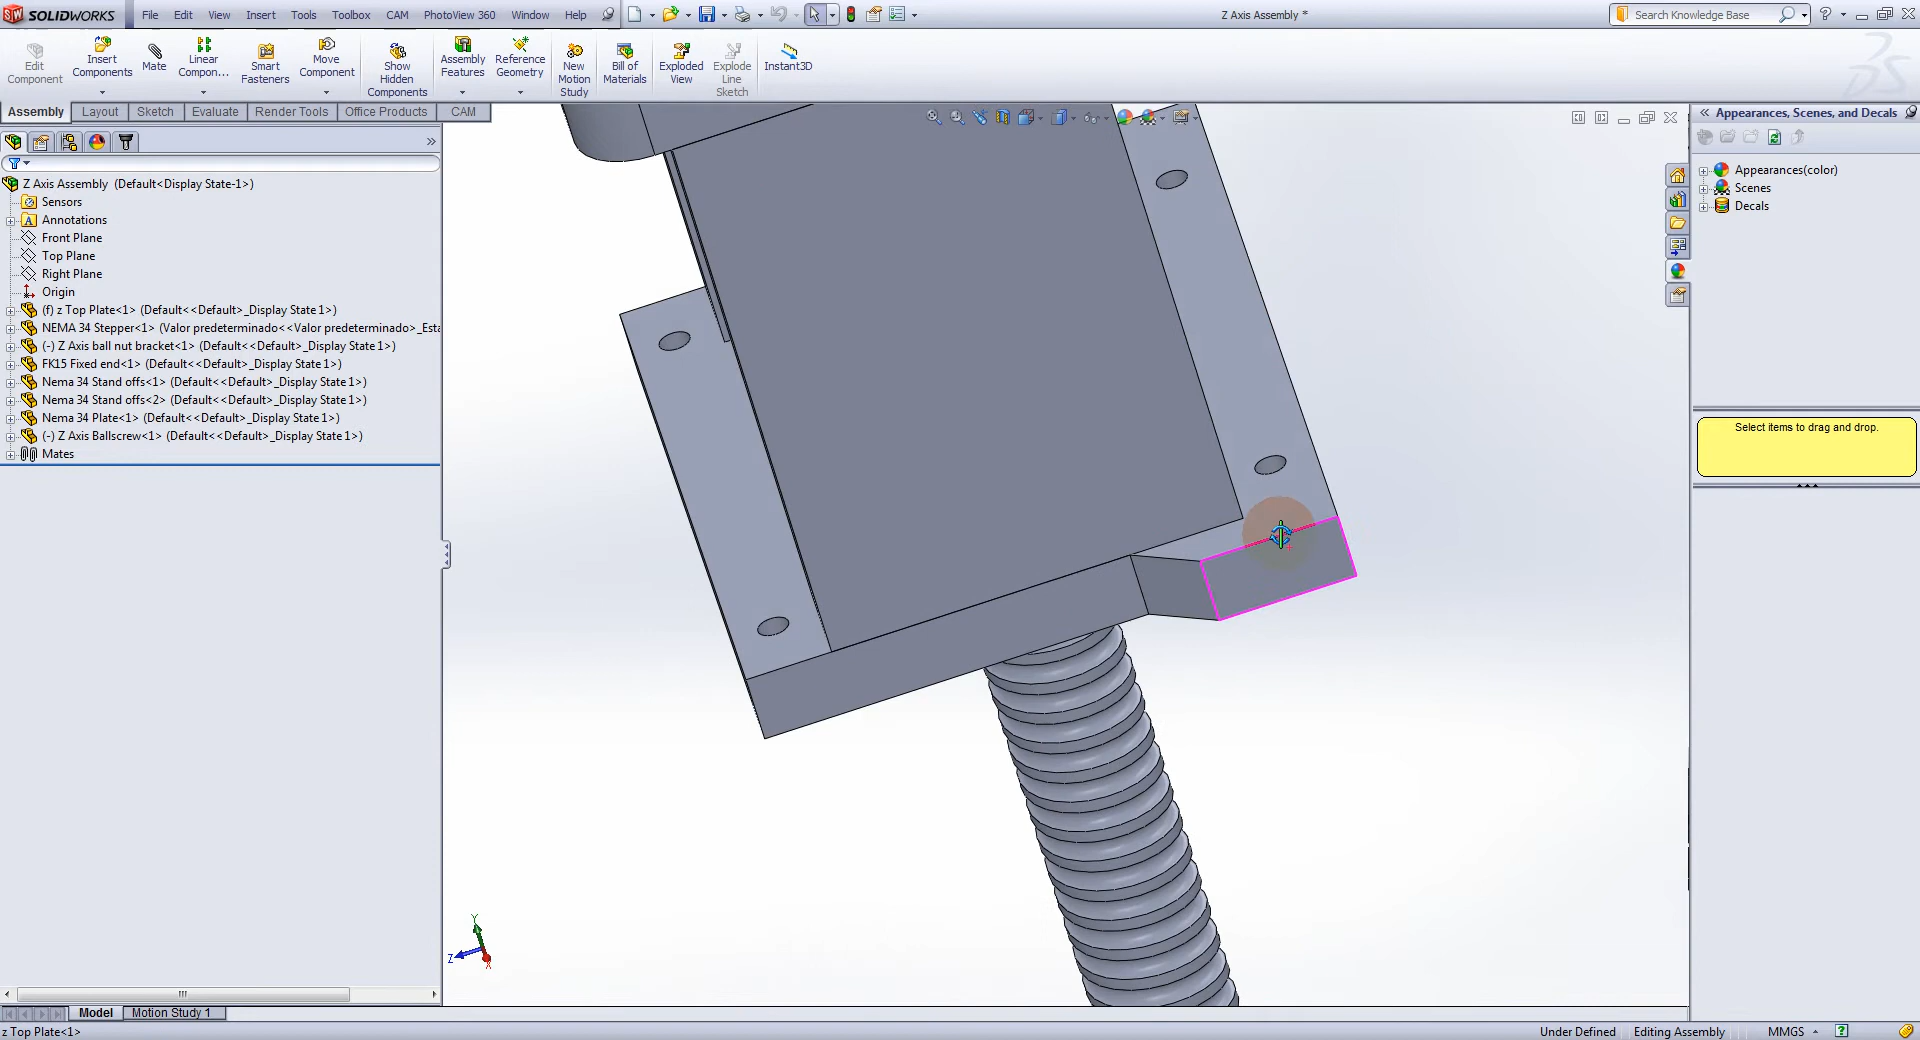 SOLIDWORKS File Edit View Insert Tools Toolbox CAM PhotoView 360 Window Help Z Axis Assembly * Search Knowledge Base
Edit Component
Insert Components
Mate
Linear Compon...
Smart Fasteners
Move Component
Show Hidden Components
Assembly Features
Reference Geometry
New Motion Study
Bill of Materials
Exploded View
Explode Line Sketch
Instant3D
Assembly Layout Sketch Evaluate Render Tools Office Products CAM
Z Axis Assembly (Default<Display State-1>)
Sensors
Annotations
Front Plane
Top Plane
Right Plane
Origin
(f) z Top Plate<1> (Default<<Default>_Display State 1>)
NEMA 34 Stepper<1> (Valor predeterminado<<Valor predeterminado>_Esta
(-) Z Axis ball nut bracket<1> (Default<<Default>_Display State 1>)
FK15 Fixed end<1> (Default<<Default>_Display State 1>)
Nema 34 Stand offs<1> (Default<<Default>_Display State 1>)
Nema 34 Stand offs<2> (Default<<Default>_Display State 1>)
Nema 34 Plate<1> (Default<<Default>_Display State 1>)
(-) Z Axis Ballscrew<1> (Default<<Default>_Display State 1>)
Mates
Appearances, Scenes, and Decals
Appearances(color)
Scenes
Decals
Select items to drag and drop.
Y
Z
X
Model Motion Study 1
z Top Plate<1> Under Defined Editing Assembly MMGS